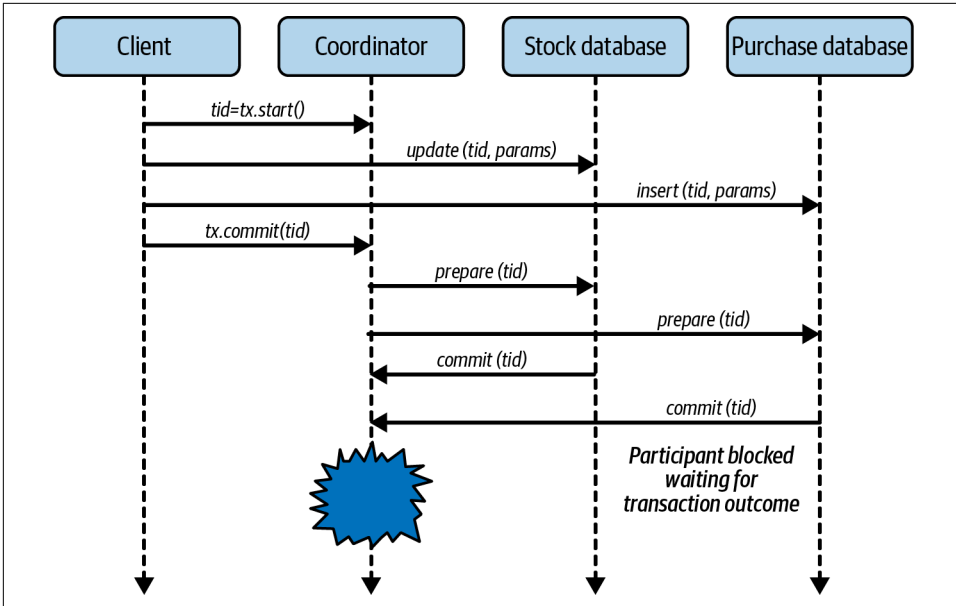 Client
Coordinator
Stock database
Purchase database
tid=tx.start()
update (tid, params)
insert (tid, params)
tx.commit(tid)
prepare (tid)
prepare (tid)
commit (tid)
commit (tid)
Participant blocked
waiting for
transaction outcome